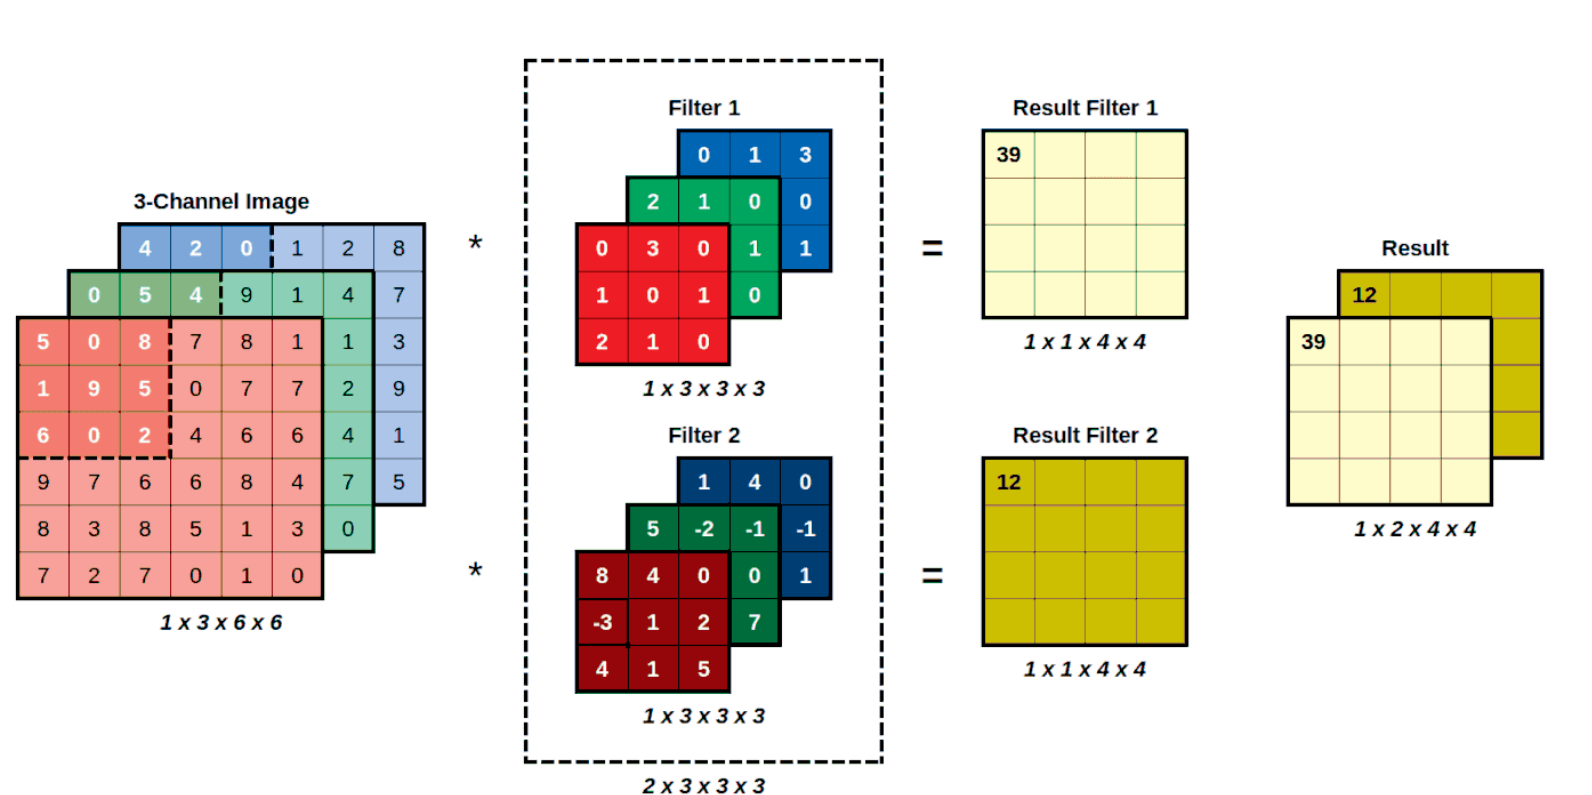 Filter 1
Result Filter 1
0 1 3
39
3-Channel Image
2 1 0 0
4 2 0 1 2 8
*
0 3 0 1 1
=
Result
0 5 4 9 1 4 7
1 0 1 0
12
5 0 8 7 8 1 1 3
2 1 0
1 x 1 x 4 x 4
39
1 9 5 0 7 7 2 9
1 x 3 x 3 x 3
6 0 2 4 6 6 4 1
Filter 2
Result Filter 2
9 7 6 6 8 4 7 5
1 4 0
12
8 3 8 5 1 3 0
5 -2 -1 -1
1 x 2 x 4 x 4
7 2 7 0 1 0
*
8 4 0 0 1
=
1 x 3 x 6 x 6
-3 1 2 7
4 1 5
1 x 1 x 4 x 4
1 x 3 x 3 x 3
2 x 3 x 3 x 3